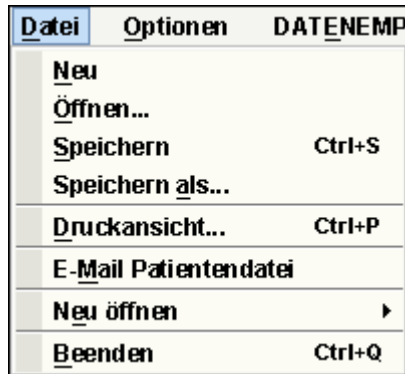 Datei Optionen DATENEMP
Neu
Öffnen...
Speichern Ctrl+S
Speichern als...
Druckansicht... Ctrl+P
E-Mail Patientendatei
Neu öffnen
Beenden Ctrl+Q